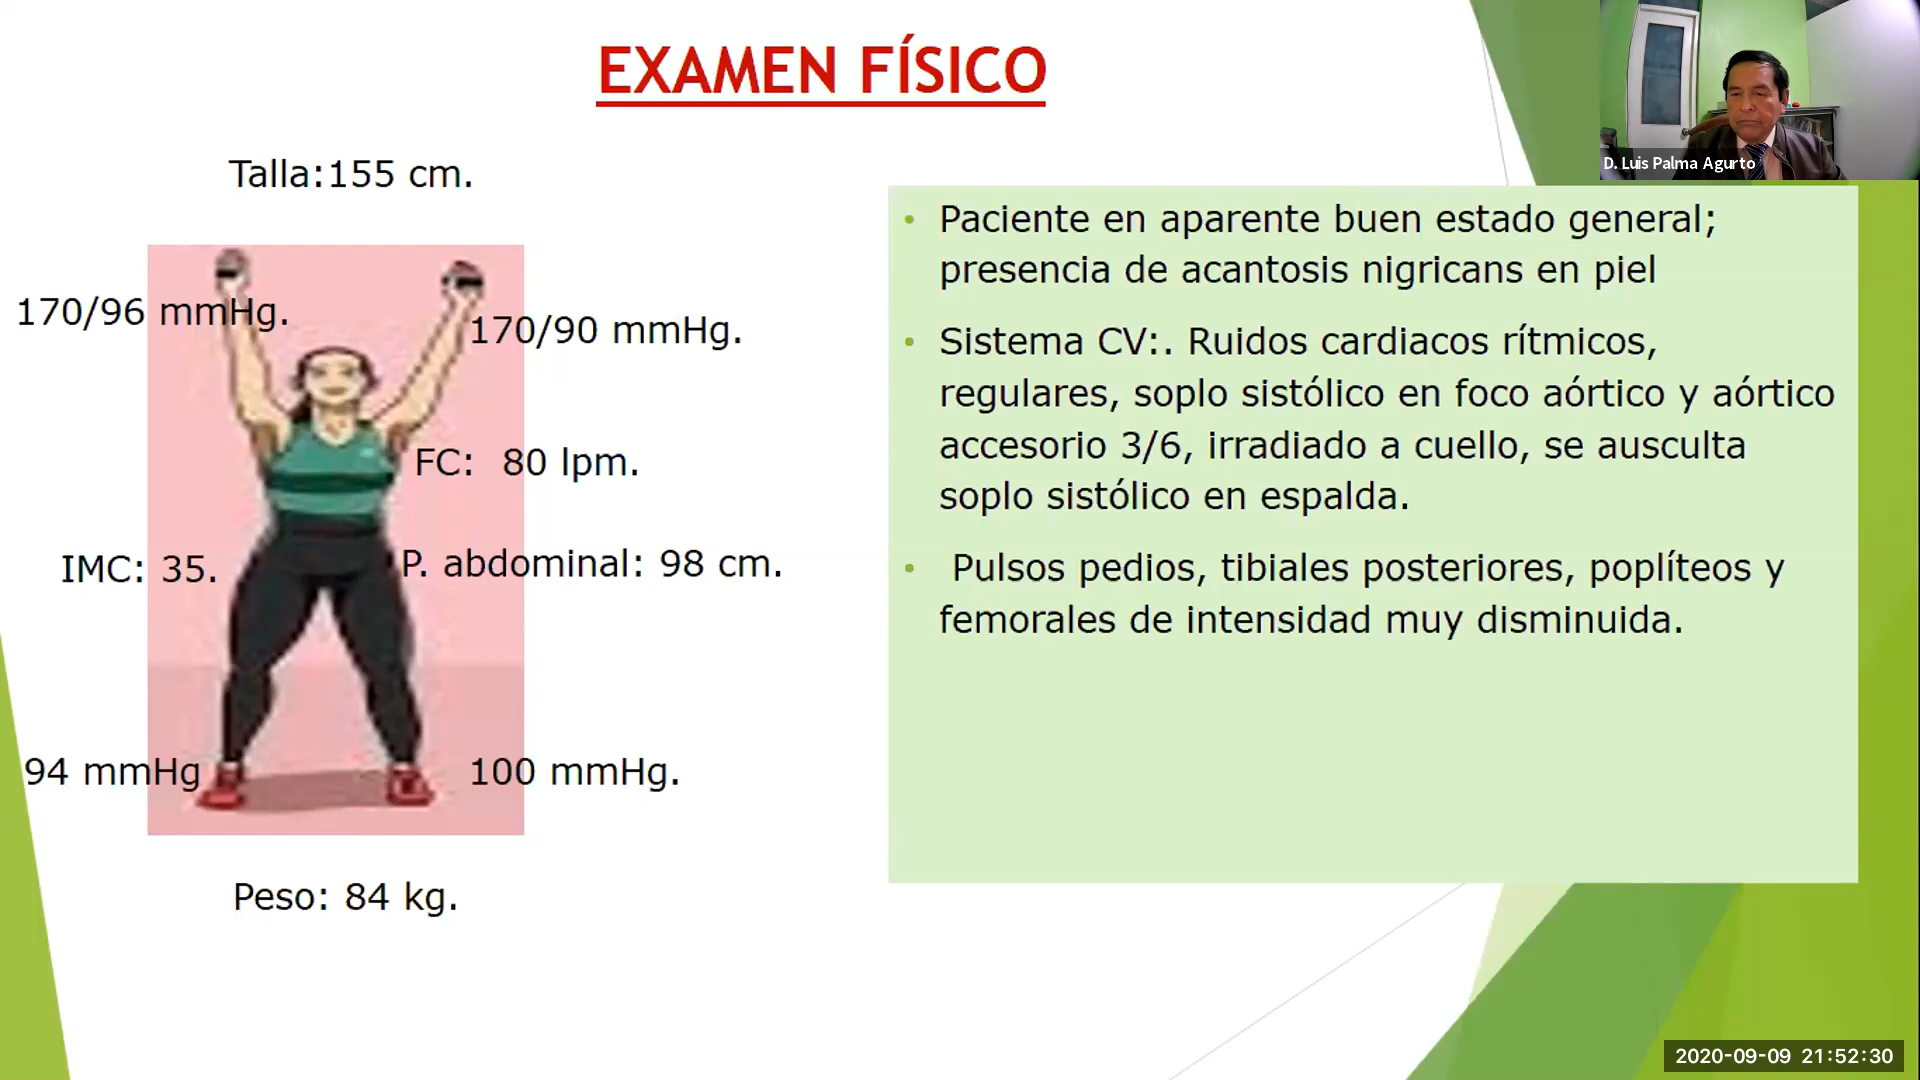 EXAMEN FÍSICO
D. Luis Palma Agurto
Talla:155 cm.
170/96 mmHg.
170/90 mmHg.
FC: 80 lpm.
IMC: 35.
P. abdominal: 98 cm.
94 mmHg
100 mmHg.
Peso: 84 kg.
• Paciente en aparente buen estado general;
presencia de acantosis nigricans en piel
• Sistema CV:. Ruidos cardiacos rítmicos,
regulares, soplo sistólico en foco aórtico y aórtico
accesorio 3/6, irradiado a cuello, se ausculta
soplo sistólico en espalda.
• Pulsos pedios, tibiales posteriores, poplíteos y
femorales de intensidad muy disminuida.
2020-09-09 21:52:30